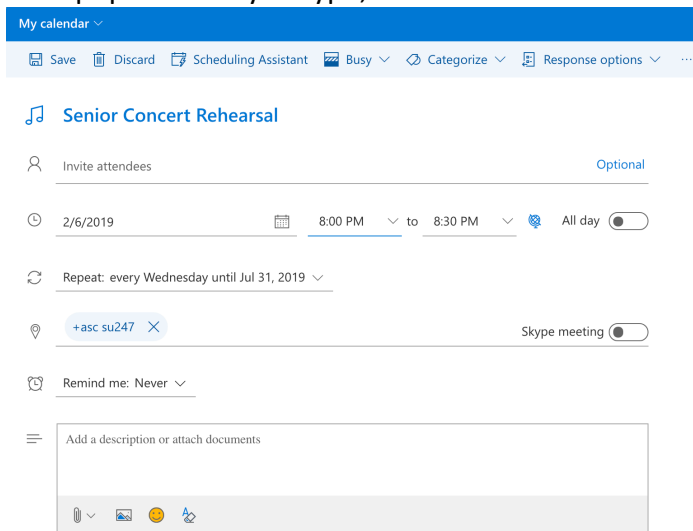 My calendar
Save Discard Scheduling Assistant Busy Categorize Response options ...
Senior Concert Rehearsal
Invite attendees Optional
2/6/2019 8:00 PM to 8:30 PM All day
Repeat: every Wednesday until Jul 31, 2019
+asc su247 Skype meeting
Remind me: Never
Add a description or attach documents